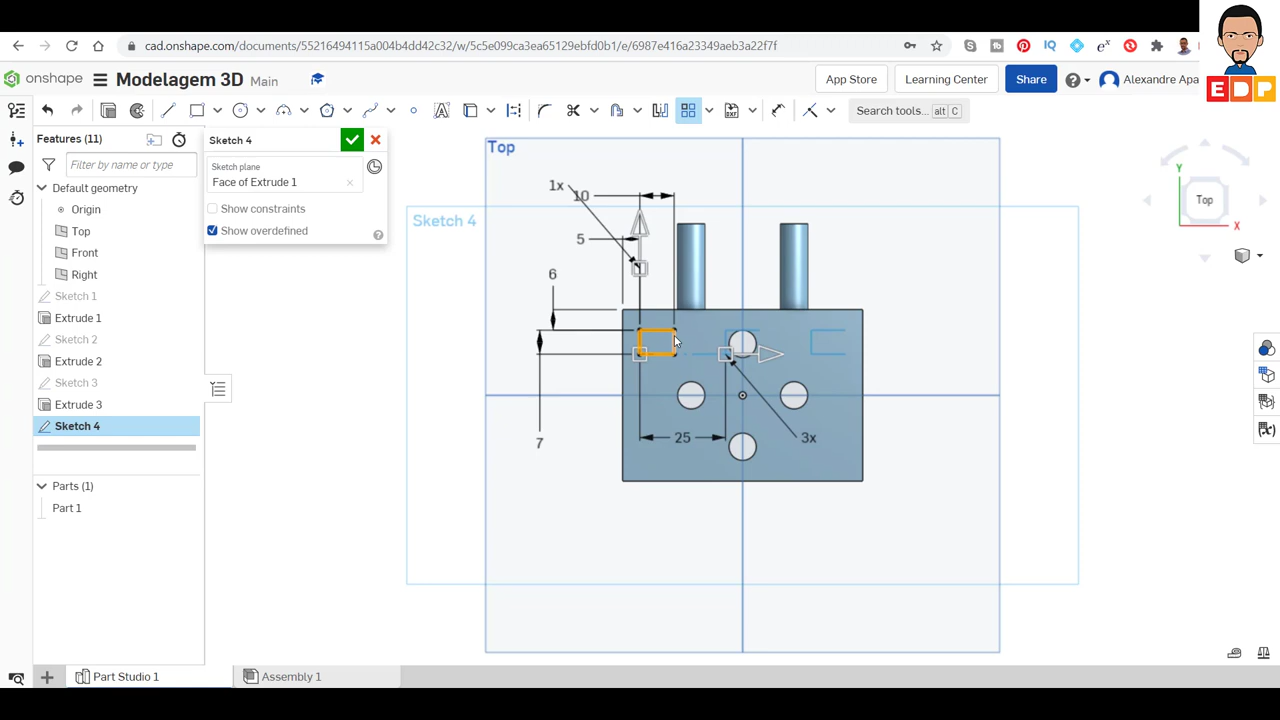 cad.onshape.com/documents/55216494115a004b4dd42c32/w/5c5e099ca3ea65129ebfd0b1/e/6987e416a23349aeb3a22f7f
EDP
onshape
Modelagem 3D
Main
App Store
Learning Center
Share
Alexandre Apa
Search tools...
alt
C
Features (11)
Filter by name or type
Default geometry
Origin
Top
Front
Right
Sketch 1
Extrude 1
Sketch 2
Extrude 2
Sketch 3
Extrude 3
Sketch 4
Parts (1)
Part 1
Sketch 4
Sketch plane
Face of Extrude 1
Show constraints
Show overdefined
Top
Sketch 4
1x
10
5
6
7
25
3x
Y
Top
X
Part Studio 1
Assembly 1